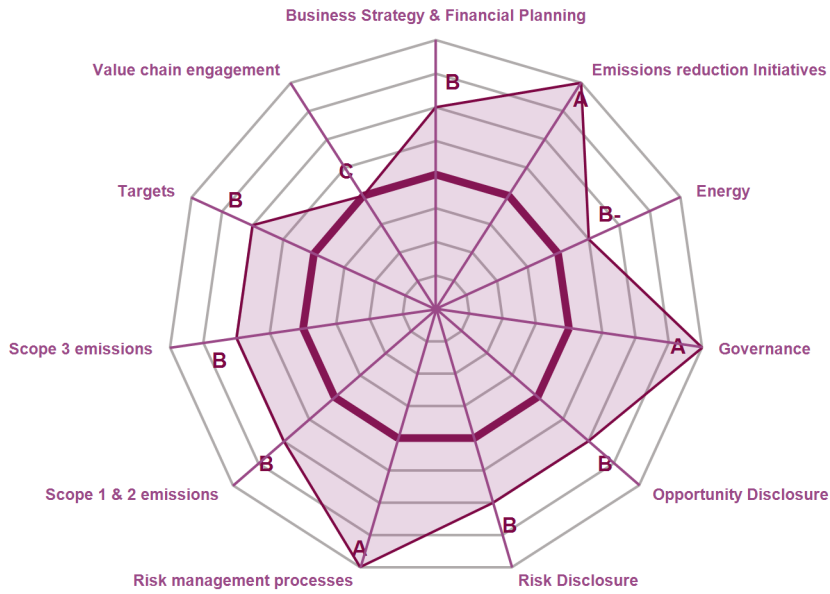 Business Strategy & Financial Planning
Value chain engagement
Emissions reduction Initiatives
B
A
C
Targets
B
Energy
B-
Scope 3 emissions
B
A
Governance
B
B
Scope 1 & 2 emissions
Opportunity Disclosure
B
A
Risk management processes
Risk Disclosure